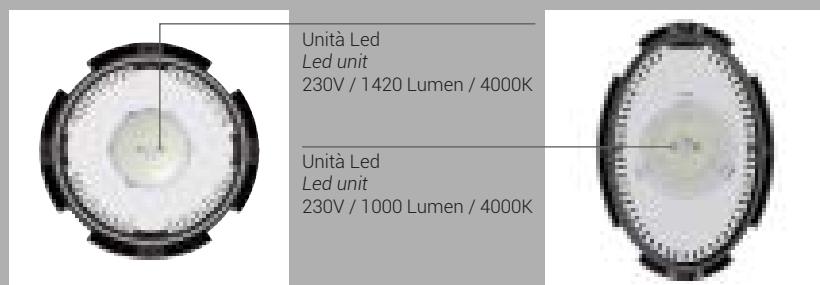 Unità Led
Led unit
230V / 1420 Lumen / 4000K
Unità Led
Led unit
230V / 1000 Lumen / 4000K